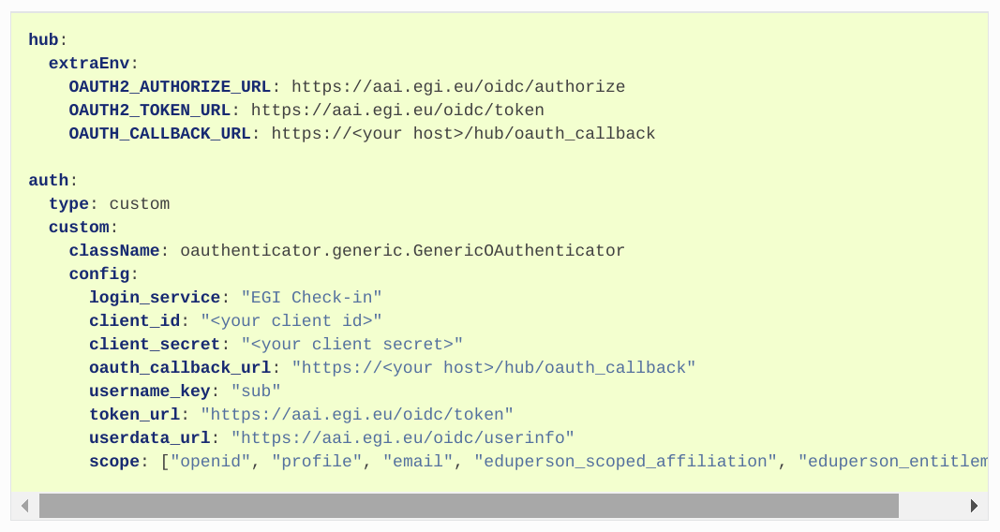 hub:
  extraEnv:
    OAUTH2_AUTHORIZE_URL: https://aai.egi.eu/oidc/authorize
    OAUTH2_TOKEN_URL: https://aai.egi.eu/oidc/token
    OAUTH_CALLBACK_URL: https://<your host>/hub/oauth_callback

auth:
  type: custom
  custom:
    className: oauthenticator.generic.GenericOAuthenticator
    config:
      login_service: "EGI Check-in"
      client_id: "<your client id>"
      client_secret: "<your client secret>"
      oauth_callback_url: "https://<your host>/hub/oauth_callback"
      username_key: "sub"
      token_url: "https://aai.egi.eu/oidc/token"
      userdata_url: "https://aai.egi.eu/oidc/userinfo"
      scope: ["openid", "profile", "email", "eduperson_scoped_affiliation", "eduperson_entitlem